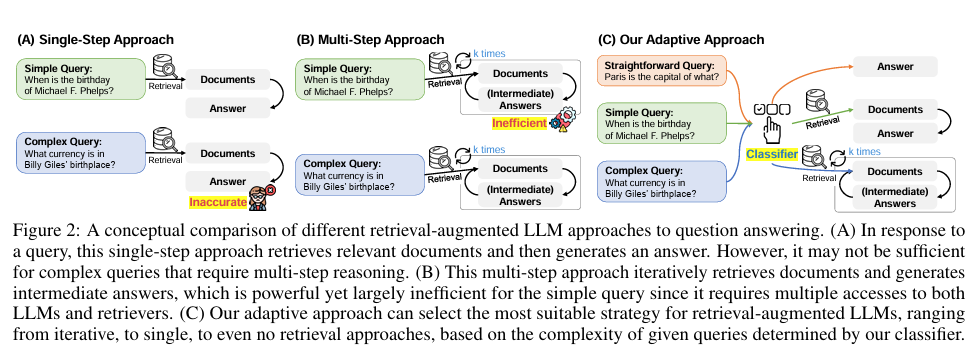 (A) Single-Step Approach
Simple Query:
When is the birthday
of Michael F. Phelps?
Retrieval
Documents
Answer
Complex Query:
What currency is in
Billy Giles' birthplace?
Retrieval
Documents
Answer
Inaccurate
(B) Multi-Step Approach
Simple Query:
When is the birthday
of Michael F. Phelps?
Retrieval
k times
Documents
(Intermediate)
Answers
Inefficient
Complex Query:
What currency is in
Billy Giles' birthplace?
Retrieval
k times
Documents
(Intermediate)
Answers
(C) Our Adaptive Approach
Straightforward Query:
Paris is the capital of what?
Simple Query:
When is the birthday
of Michael F. Phelps?
Complex Query:
What currency is in
Billy Giles' birthplace?
Classifier
Answer
Retrieval
Documents
Answer
Retrieval
k times
Documents
(Intermediate)
Answers
Figure 2: A conceptual comparison of different retrieval-augmented LLM approaches to question answering. (A) In response to
a query, this single-step approach retrieves relevant documents and then generates an answer. However, it may not be sufficient
for complex queries that require multi-step reasoning. (B) This multi-step approach iteratively retrieves documents and generates
intermediate answers, which is powerful yet largely inefficient for the simple query since it requires multiple accesses to both
LLMs and retrievers. (C) Our adaptive approach can select the most suitable strategy for retrieval-augmented LLMs, ranging
from iterative, to single, to even no retrieval approaches, based on the complexity of given queries determined by our classifier.